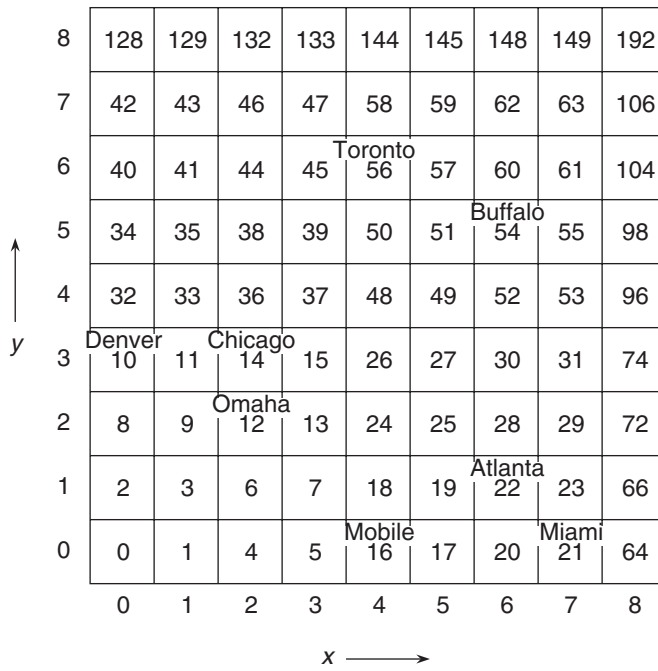 8 128 129 132 133 144 145 148 149 192
7 42 43 46 47 58 59 62 63 106
Toronto
6 40 41 44 45 56 57 60 61 104
Buffalo
5 34 35 38 39 50 51 54 55 98
4 32 33 36 37 48 49 52 53 96
y
Denver Chicago
3 10 11 14 15 26 27 30 31 74
Omaha
2 8 9 12 13 24 25 28 29 72
Atlanta
1 2 3 6 7 18 19 22 23 66
Mobile Miami
0 0 1 4 5 16 17 20 21 64
0 1 2 3 4 5 6 7 8
x